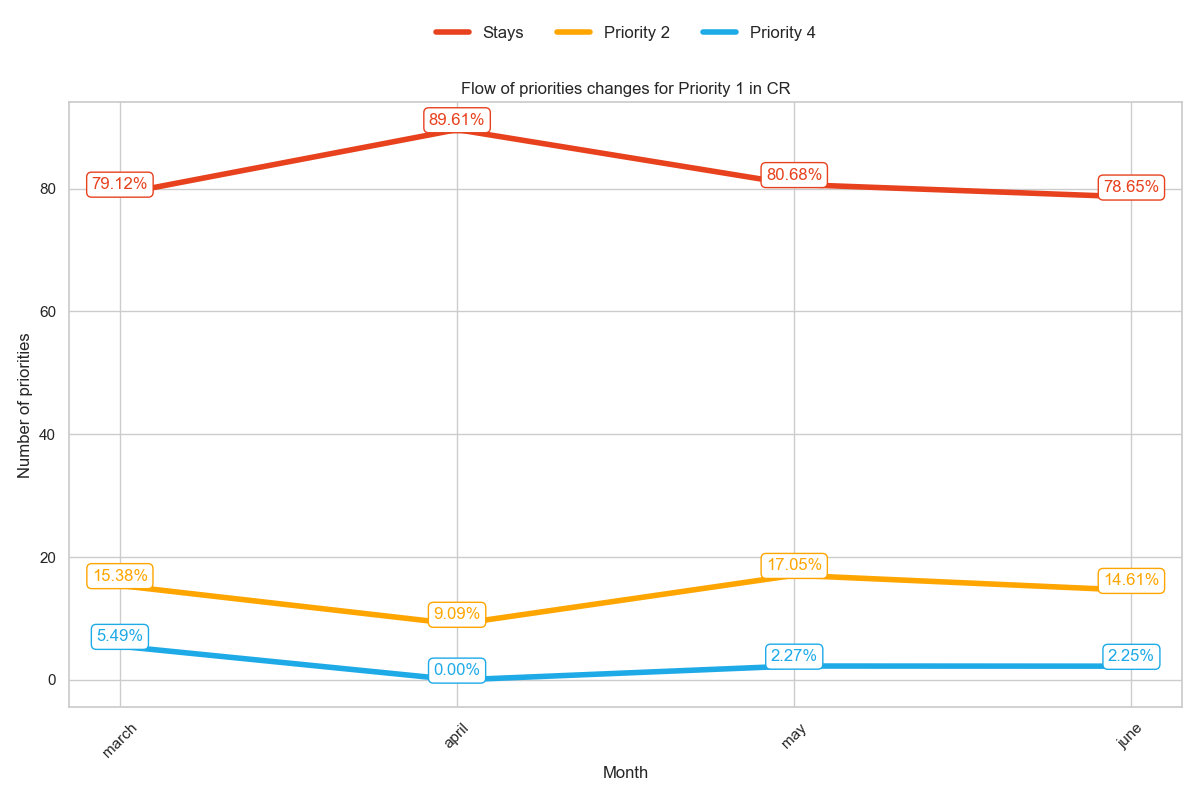 Stays Priority 2 Priority 4
Flow of priorities changes for Priority 1 in CR
Number of priorities
80
60
40
20
0
79.12%
89.61%
80.68%
78.65%
15.38%
9.09%
17.05%
14.61%
5.49%
0.00%
2.27%
2.25%
march
april
may
june
Month